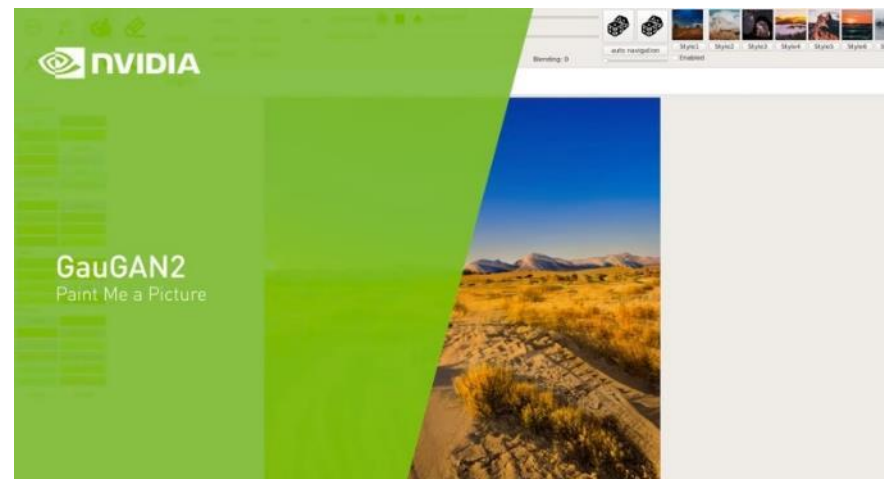 NVIDIA
GauGAN2
Paint Me a Picture
Blending: 0
auto navigation
Style1 Style2 Style3 Style4 Style5 Style6
Enabled